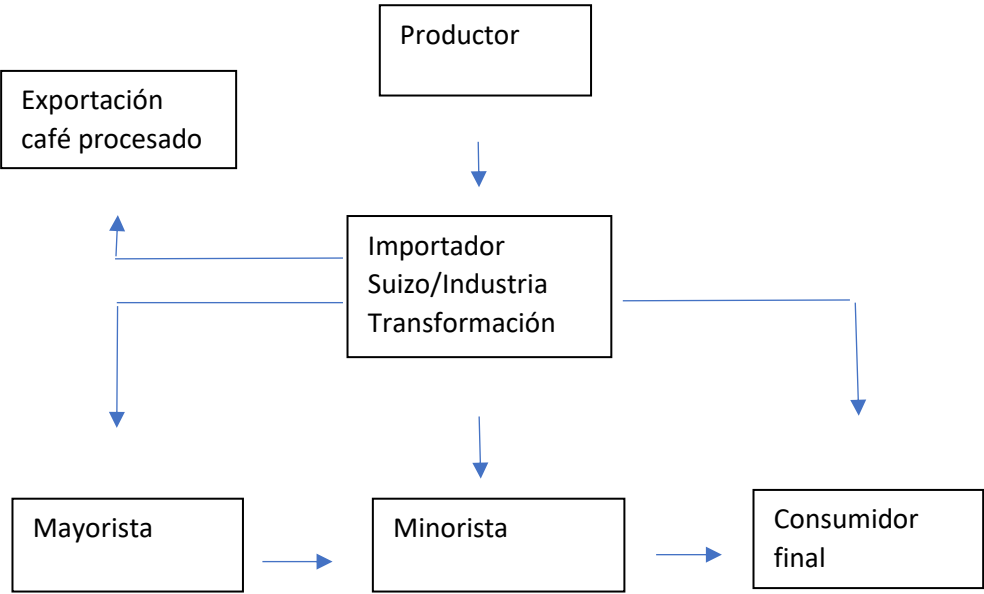 Productor
Exportación
café procesado
Importador
Suizo/Industria
Transformación
Mayorista
Minorista
Consumidor
final